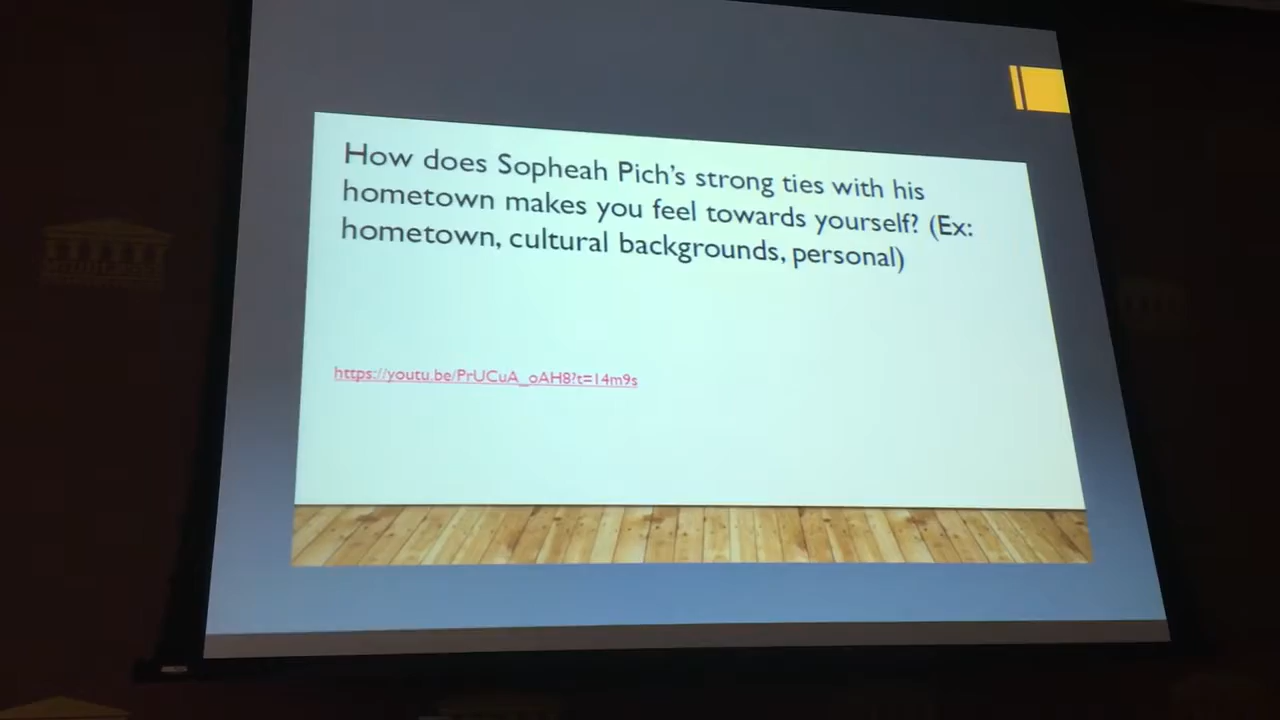 How does Sopheah Pich's strong ties with his
hometown makes you feel towards yourself? (Ex:
hometown, cultural backgrounds, personal)
https://youtu.be/PrUCuA_oAH8?t=14m9s